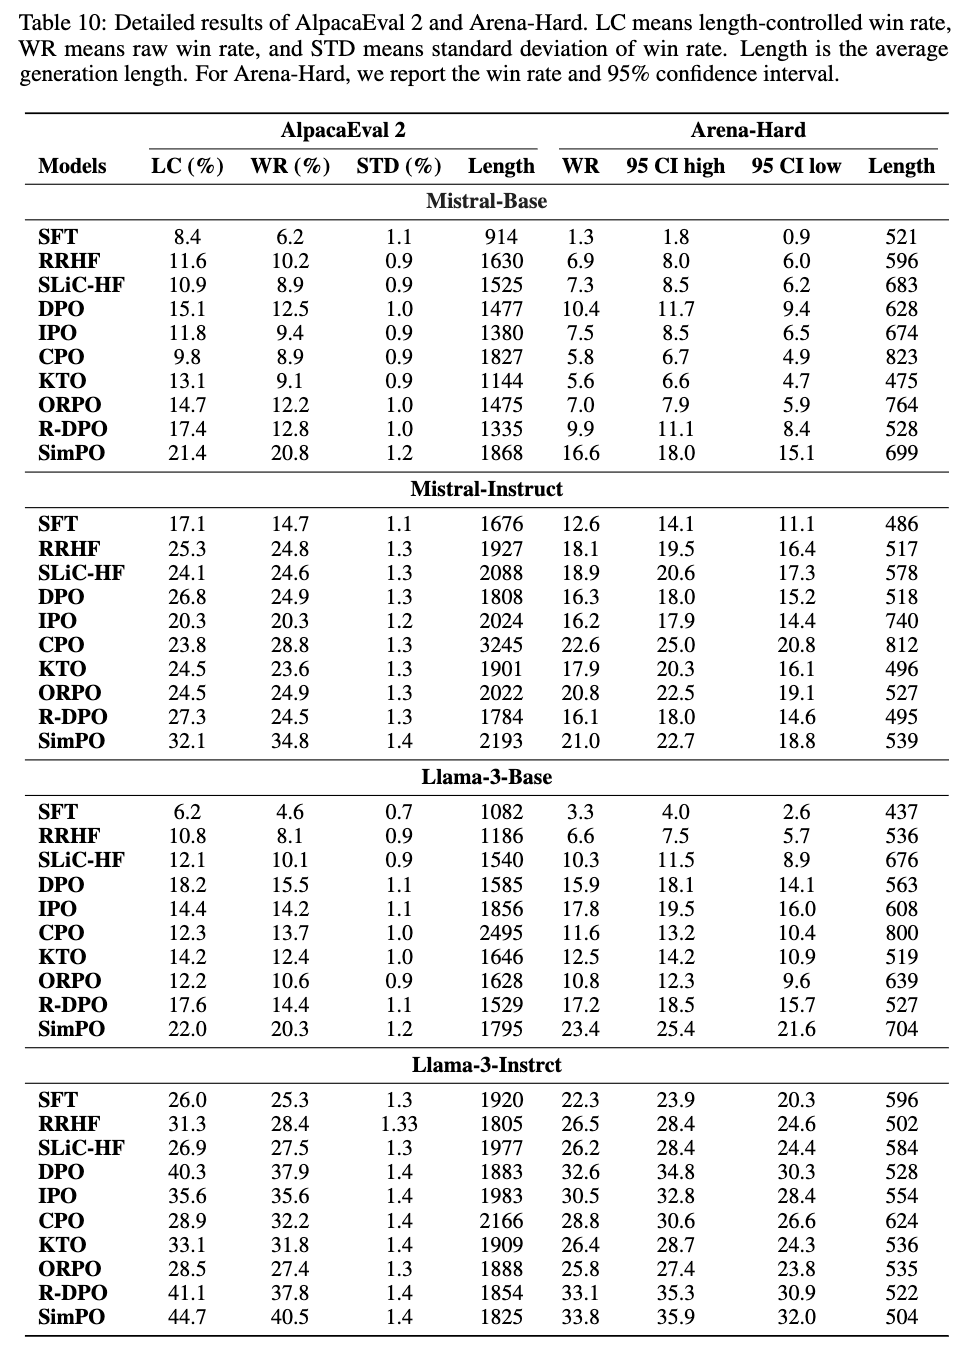 Table 10: Detailed results of AlpacaEval 2 and Arena-Hard. LC means length-controlled win rate,
WR means raw win rate, and STD means standard deviation of win rate. Length is the average
generation length. For Arena-Hard, we report the win rate and 95% confidence interval.
AlpacaEval 2 Arena-Hard
Models LC (%) WR (%) STD (%) Length WR 95 CI high 95 CI low Length
Mistral-Base
SFT 8.4 6.2 1.1 914 1.3 1.8 0.9 521
RRHF 11.6 10.2 0.9 1630 6.9 8.0 6.0 596
SLiC-HF 10.9 8.9 0.9 1525 7.3 8.5 6.2 683
DPO 15.1 12.5 1.0 1477 10.4 11.7 9.4 628
IPO 11.8 9.4 0.9 1380 7.5 8.5 6.5 674
CPO 9.8 8.9 0.9 1827 5.8 6.7 4.9 823
KTO 13.1 9.1 0.9 1144 5.6 6.6 4.7 475
ORPO 14.7 12.2 1.0 1475 7.0 7.9 5.9 764
R-DPO 17.4 12.8 1.0 1335 9.9 11.1 8.4 528
SimPO 21.4 20.8 1.2 1868 16.6 18.0 15.1 699
Mistral-Instruct
SFT 17.1 14.7 1.1 1676 12.6 14.1 11.1 486
RRHF 25.3 24.8 1.3 1927 18.1 19.5 16.4 517
SLiC-HF 24.1 24.6 1.3 2088 18.9 20.6 17.3 578
DPO 26.8 24.9 1.3 1808 16.3 18.0 15.2 518
IPO 20.3 20.3 1.2 2024 16.2 17.9 14.4 740
CPO 23.8 28.8 1.3 3245 22.6 25.0 20.8 812
KTO 24.5 23.6 1.3 1901 17.9 20.3 16.1 496
ORPO 24.5 24.9 1.3 2022 20.8 22.5 19.1 527
R-DPO 27.3 24.5 1.3 1784 16.1 18.0 14.6 495
SimPO 32.1 34.8 1.4 2193 21.0 22.7 18.8 539
Llama-3-Base
SFT 6.2 4.6 0.7 1082 3.3 4.0 2.6 437
RRHF 10.8 8.1 0.9 1186 6.6 7.5 5.7 536
SLiC-HF 12.1 10.1 0.9 1540 10.3 11.5 8.9 676
DPO 18.2 15.5 1.1 1585 15.9 18.1 14.1 563
IPO 14.4 14.2 1.1 1856 17.8 19.5 16.0 608
CPO 12.3 13.7 1.0 2495 11.6 13.2 10.4 800
KTO 14.2 12.4 1.0 1646 12.5 14.2 10.9 519
ORPO 12.2 10.6 0.9 1628 10.8 12.3 9.6 639
R-DPO 17.6 14.4 1.1 1529 17.2 18.5 15.7 527
SimPO 22.0 20.3 1.2 1795 23.4 25.4 21.6 704
Llama-3-Instrct
SFT 26.0 25.3 1.3 1920 22.3 23.9 20.3 596
RRHF 31.3 28.4 1.33 1805 26.5 28.4 24.6 502
SLiC-HF 26.9 27.5 1.3 1977 26.2 28.4 24.4 584
DPO 40.3 37.9 1.4 1883 32.6 34.8 30.3 528
IPO 35.6 35.6 1.4 1983 30.5 32.8 28.4 554
CPO 28.9 32.2 1.4 2166 28.8 30.6 26.6 624
KTO 33.1 31.8 1.4 1909 26.4 28.7 24.3 536
ORPO 28.5 27.4 1.3 1888 25.8 27.4 23.8 535
R-DPO 41.1 37.8 1.4 1854 33.1 35.3 30.9 522
SimPO 44.7 40.5 1.4 1825 33.8 35.9 32.0 504